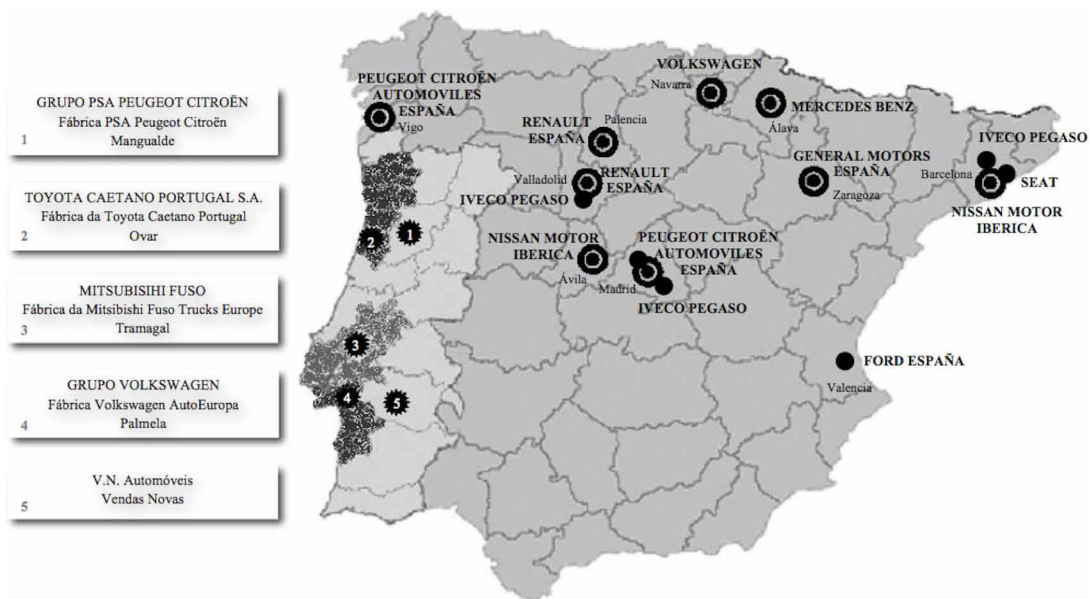 GRUPO PSA PEUGEOT CITROËN
Fábrica PSA Peugeot Citroën
1 Mangualde
TOYOTA CAETANO PORTUGAL S.A.
Fábrica da Toyota Caetano Portugal
2 Ovar
MITSUBISIHI FUSO
Fábrica da Mitsibishi Fuso Trucks Europe
3 Tramagal
GRUPO VOLKSWAGEN
Fábrica Volkswagen AutoEuropa
4 Palmela
V.N. Automóveis
Vendas Novas
5
PEUGEOT CITROËN
AUTOMOVILES
ESPAÑA
Vigo
VOLKSWAGEN
Navarra
MERCEDES BENZ
Álava
RENAULT
ESPAÑA
Palencia
Valladolid
RENAULT
ESPAÑA
IVECO PEGASO
GENERAL MOTORS
ESPAÑA
Zaragoza
IVECO PEGASO
Barcelona
SEAT
NISSAN MOTOR
IBERICA
NISSAN MOTOR
IBERICA
Ávila
PEUGEOT CITROËN
AUTOMOVILES
ESPAÑA
Madrid
IVECO PEGASO
FORD ESPAÑA
Valencia
1
2
3
4
5